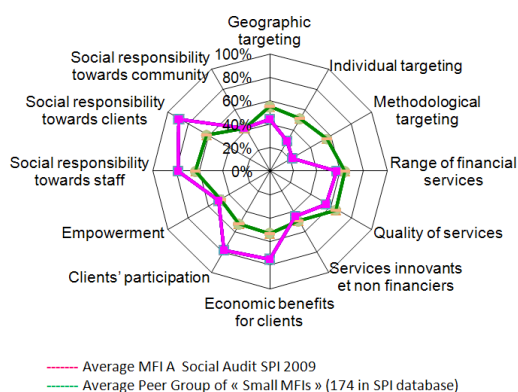 Geographic
targeting
100%
80%
60%
40%
20%
0%
Individual targeting
Methodological
targeting
Range of financial
services
Quality of services
Services innovants
et non financiers
Economic benefits
for clients
Clients' participation
Empowerment
Social responsibility
towards staff
Social responsibility
towards clients
Social responsibility
towards community
Average MFI A Social Audit SPI 2009
Average Peer Group of « Small MFIs » (174 in SPI database)